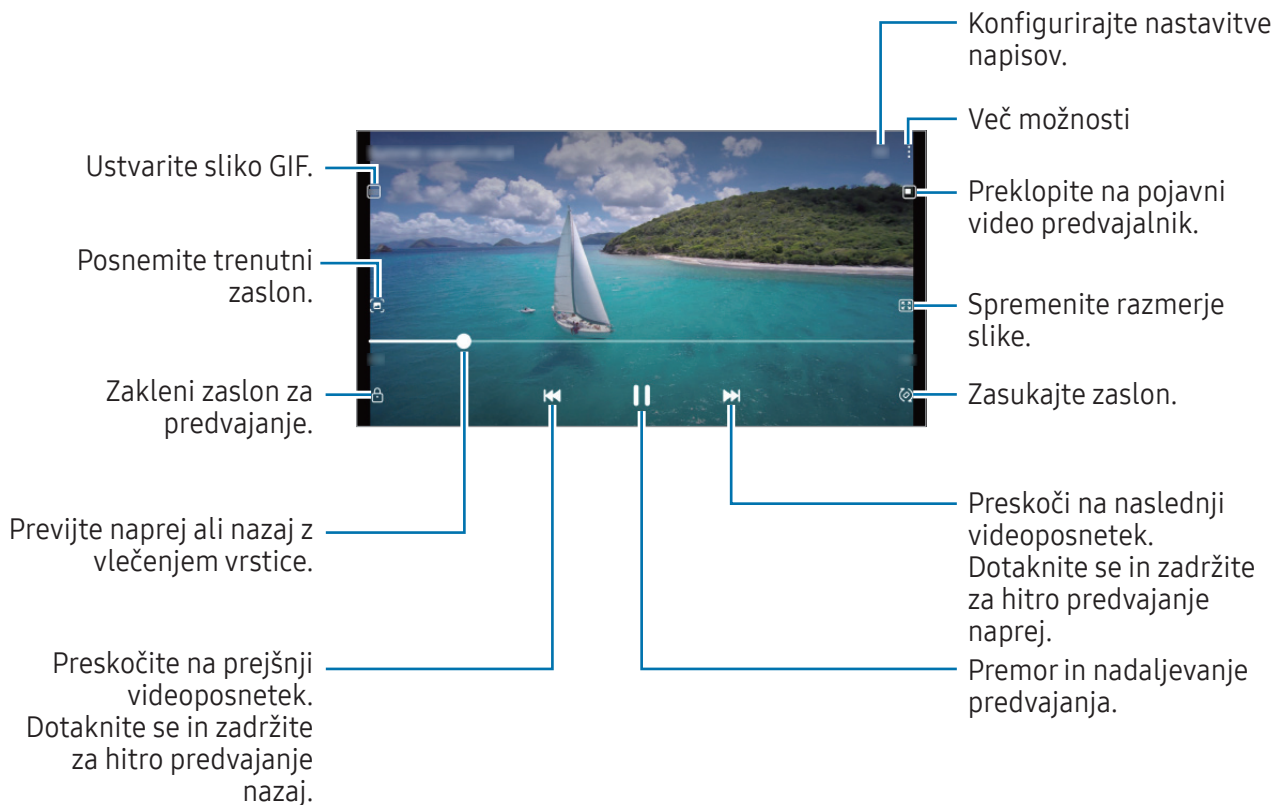 Konfigurirajte nastavitve
napisov.
Več možnosti
Ustvarite sliko GIF.
Preklopite na pojavni
video predvajalnik.
Posnemite trenutni
zaslon.
Spremenite razmerje
slike.
Zakleni zaslon za
predvajanje.
Zasukajte zaslon.
Previjte naprej ali nazaj z
vlečenjem vrstice.
Preskoči na naslednji
videoposnetek.
Dotaknite se in zadržite
za hitro predvajanje
naprej.
Preskočite na prejšnji
videoposnetek.
Dotaknite se in zadržite
za hitro predvajanje
nazaj.
Premor in nadaljevanje
predvajanja.